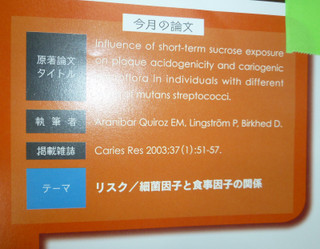 今月の論文
原著論文
タイトル
Influence of short-term sucrose exposure
on plaque acidogenicity and cariogenic
in individuals with different
mutans streptococci.
執筆者
Aranibar Quiroz EM, Lingström P, Birkhed D.
掲載雑誌
Caries Res 2003;37(1):51-57.
テーマ
リスク／細菌因子と食事因子の関係